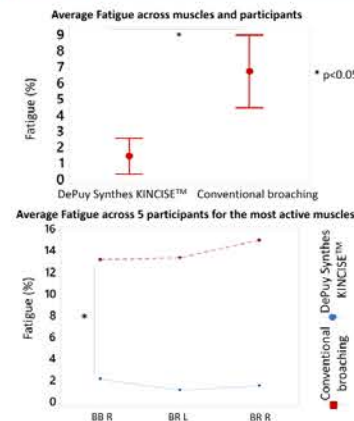 Average Fatigue across muscles and participants
Fatigue (%)
9
8
7
6
5
4
3
2
1
0
*
* p<0.05
DePuy Synthes KINCISE™ Conventional broaching
Average Fatigue across 5 participants for the most active muscles
Fatigue (%)
16
14
12
10
8
6
4
2
0
*
BB R BR L BR R
DePuy Synthes
KINCISE™
Conventional
broaching